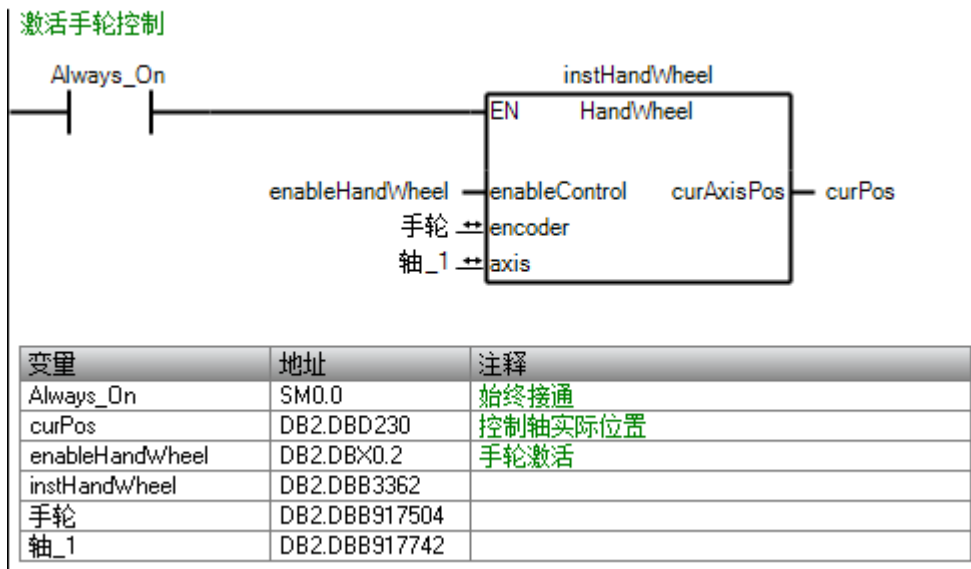 激活手轮控制
Always_On
instHandWheel
EN HandWheel
enableHandWheel enableControl curAxisPos curPos
手轮 encoder
轴_1 axis
变量 地址 注释
Always_On SM0.0 始终接通
curPos DB2.DBD230 控制轴实际位置
enableHandWheel DB2.DBX0.2 手轮激活
instHandWheel DB2.DBB3362
手轮 DB2.DBB917504
轴_1 DB2.DBB917742